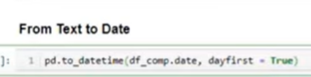 From Text to Date
]: 1 pd.to_datetime(df_comp.date, dayfirst = True)